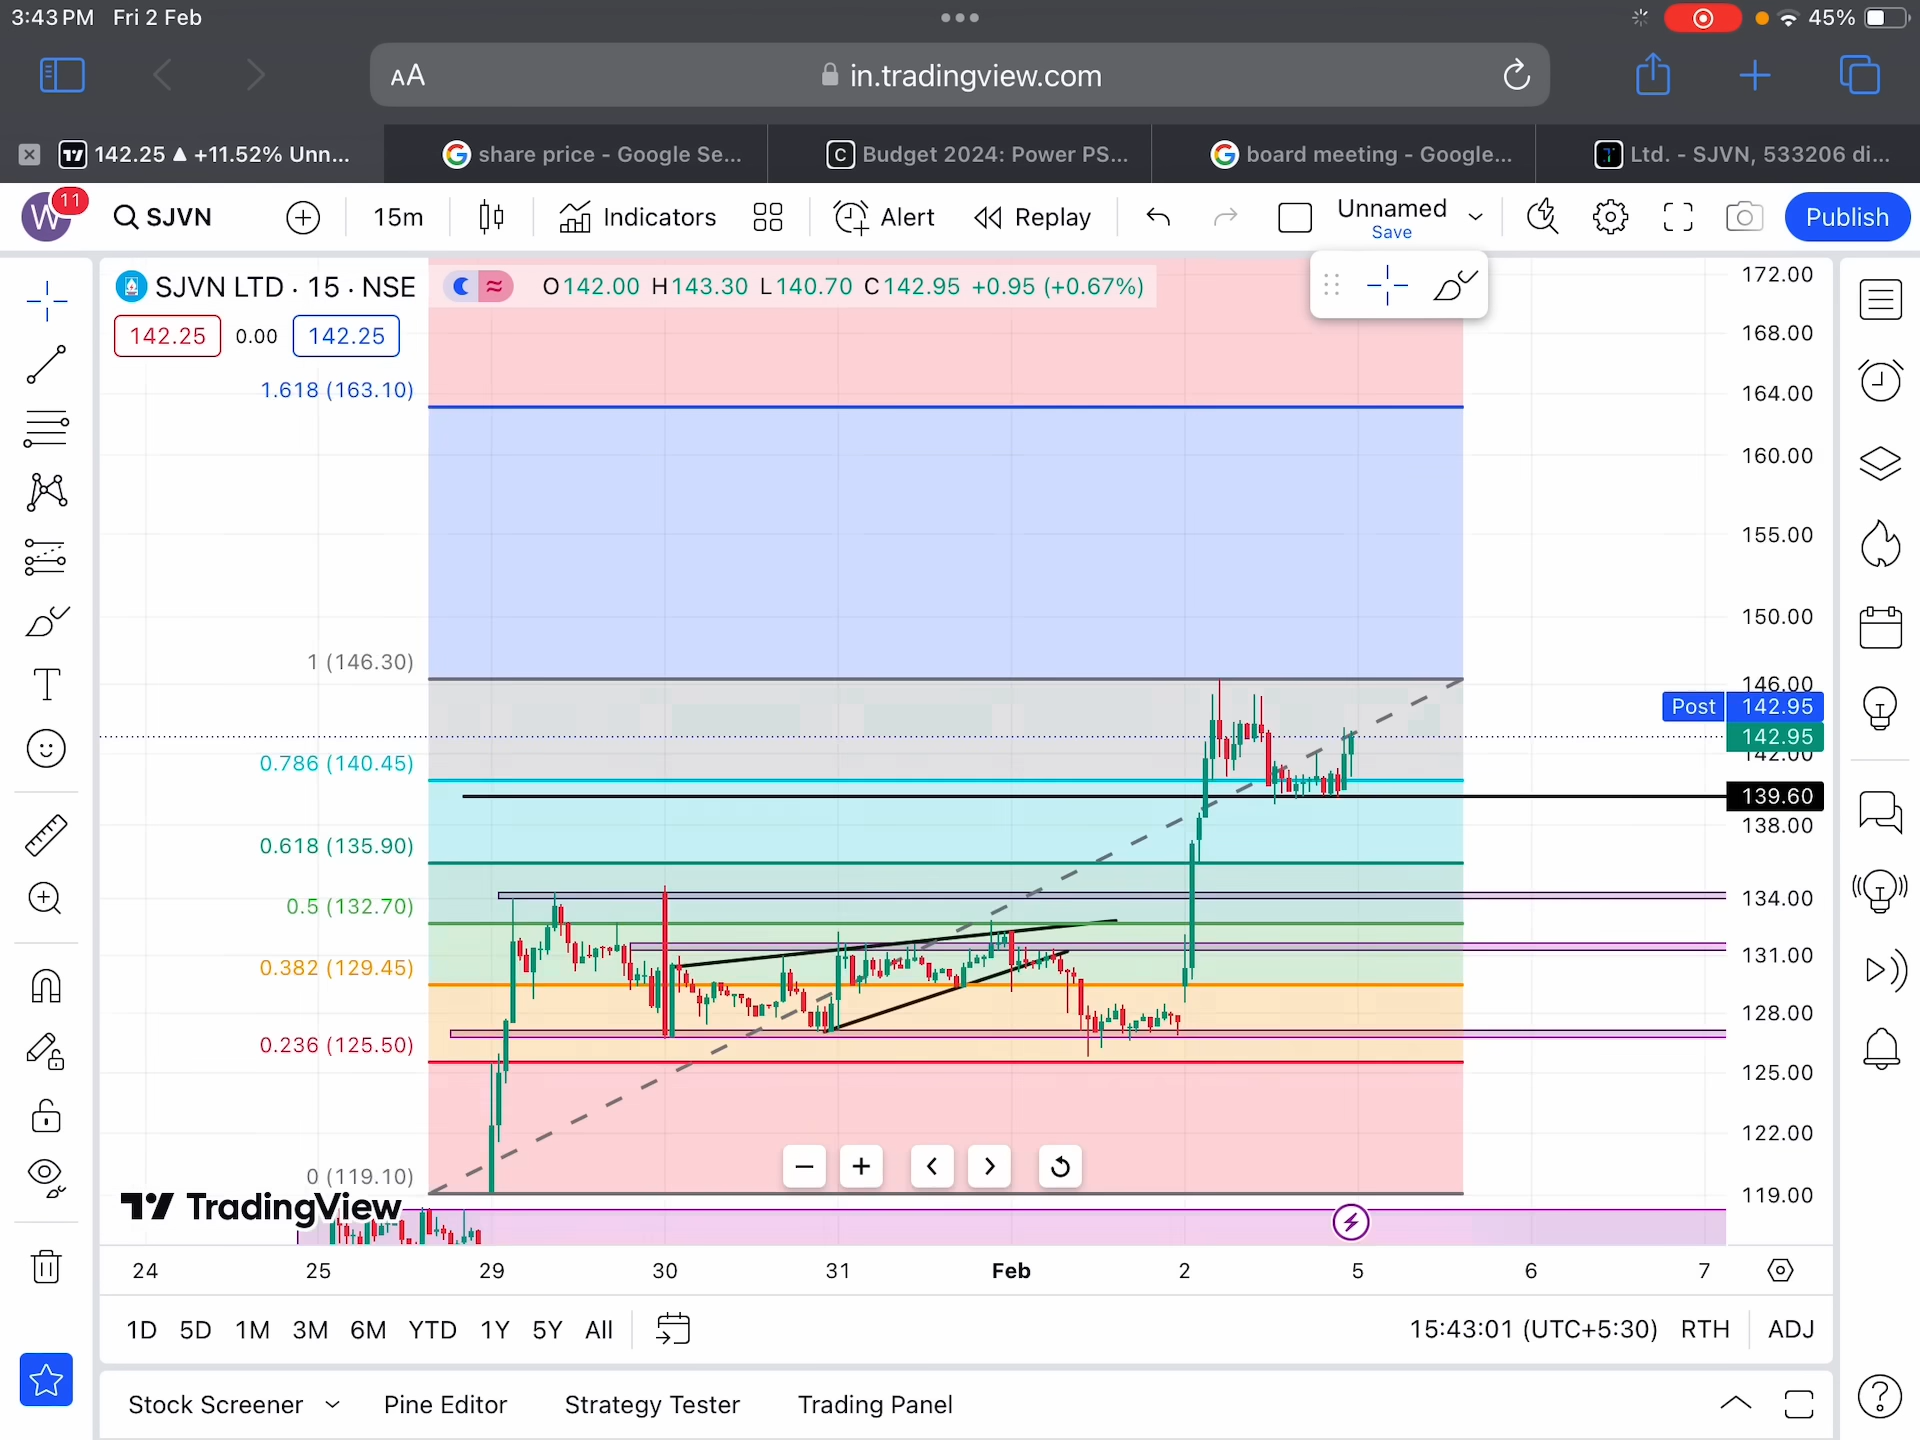 3:43 PM Fri 2 Feb
45%
AA
in.tradingview.com
142.25 ▲ +11.52% Unn...
share price - Google Se...
Budget 2024: Power PS...
board meeting - Google...
Ltd. - SJVN, 533206 di...
W 11
SJVN
15m
Indicators
Alert
Replay
Unnamed
Save
Publish
SJVN LTD · 15 · NSE
O142.00 H143.30 L140.70 C142.95 +0.95 (+0.67%)
142.25 0.00 142.25
1.618 (163.10)
1 (146.30)
0.786 (140.45)
0.618 (135.90)
0.5 (132.70)
0.382 (129.45)
0.236 (125.50)
0 (119.10)
172.00
168.00
164.00
160.00
155.00
150.00
146.00
Post 142.95
142.95
142.00
139.60
138.00
134.00
131.00
128.00
125.00
122.00
119.00
TradingView
24 25 29 30 31 Feb 2 5 6 7
1D 5D 1M 3M 6M YTD 1Y 5Y All
15:43:01 (UTC+5:30) RTH ADJ
Stock Screener Pine Editor Strategy Tester Trading Panel